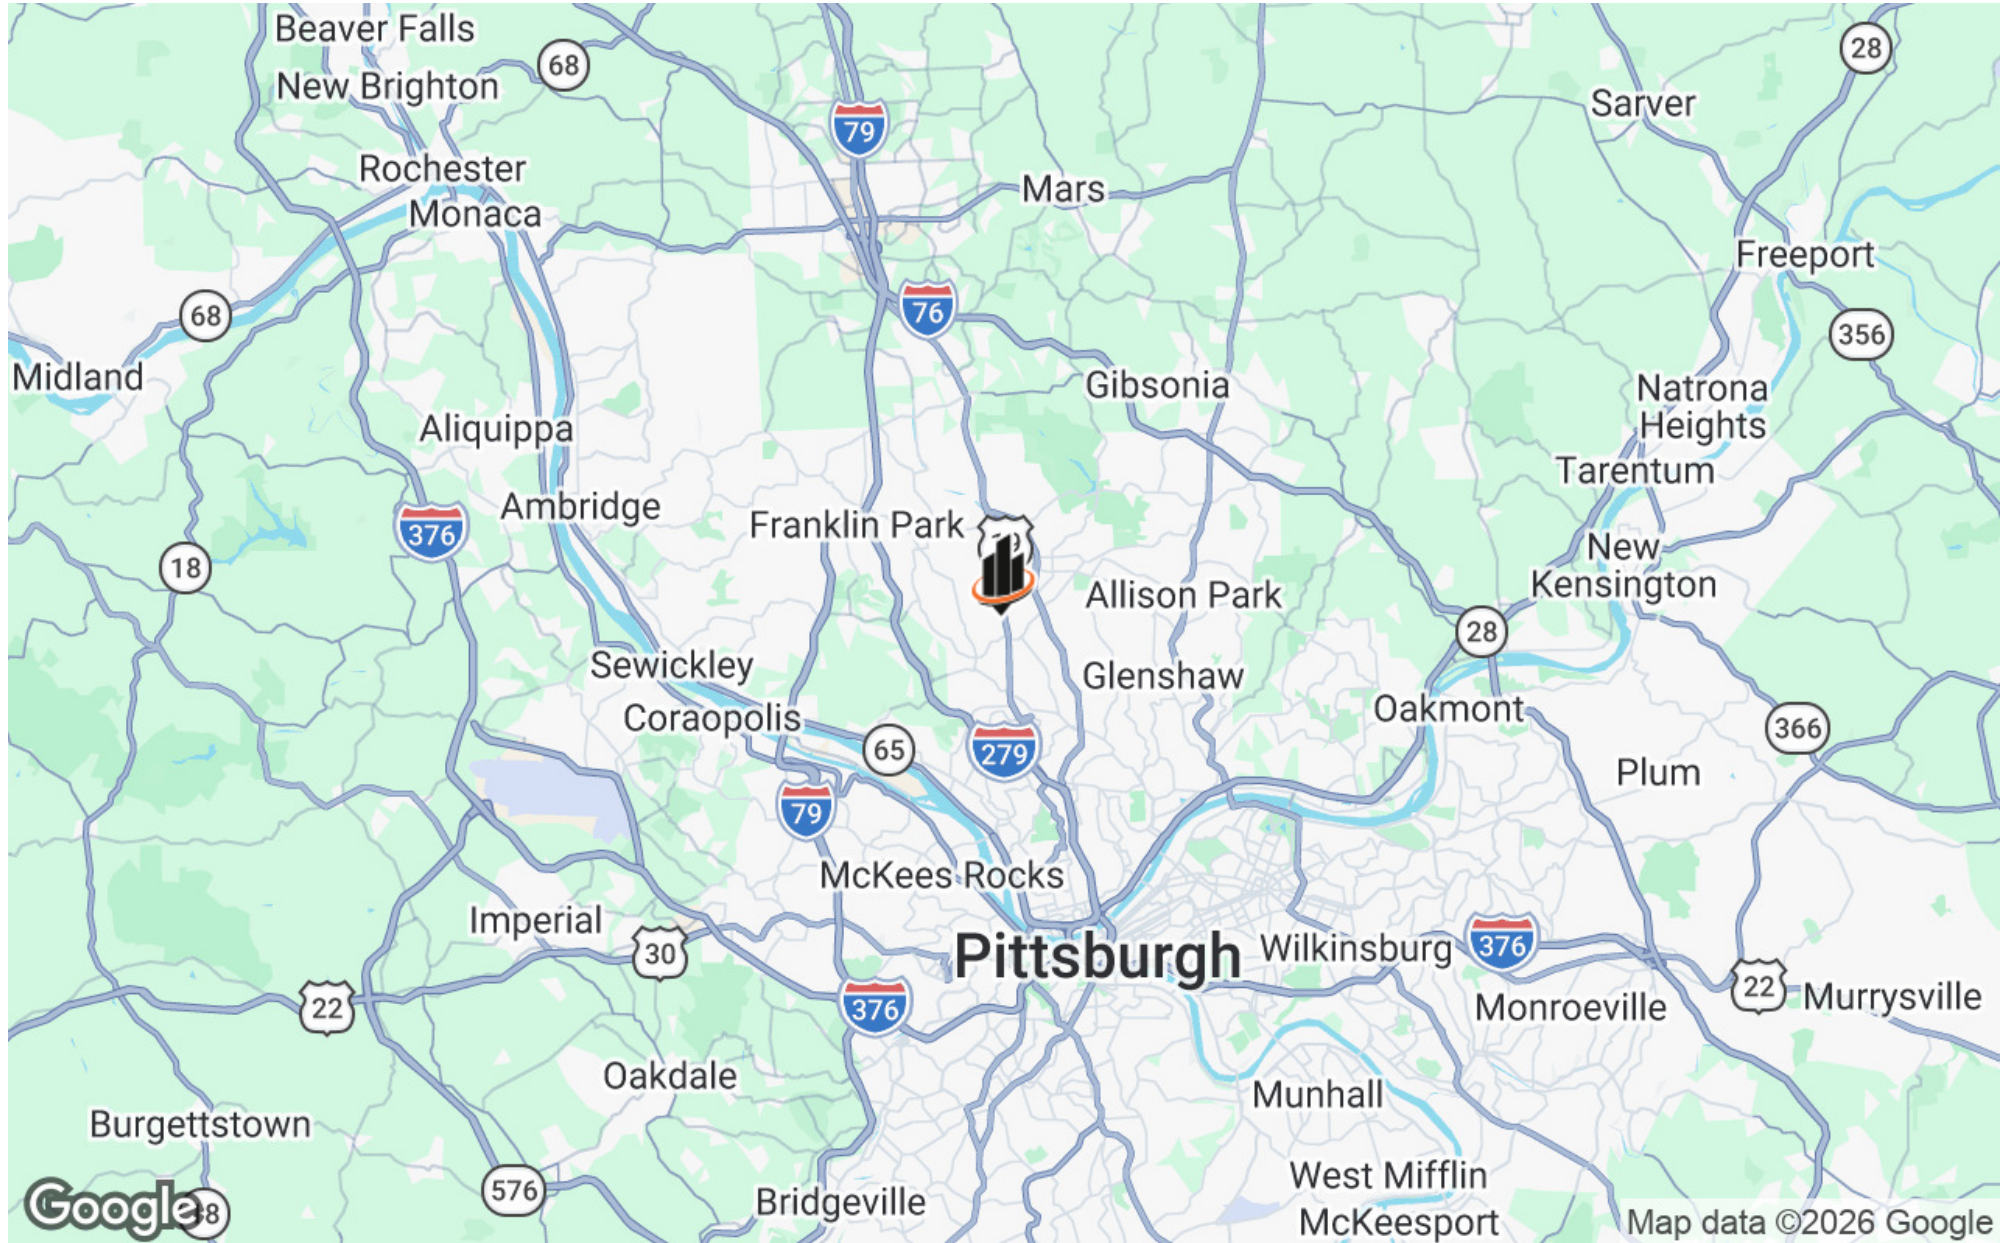 Beaver Falls
28
New Brighton
68
Sarver
79
Rochester
Mars
Monaca
Freeport
68
76
356
Midland
Gibsonia
Natrona
Heights
Aliquippa
Tarentum
Ambridge
Franklin Park
376
New
Kensington
18
Allison Park
28
Sewickley
Glenshaw
Oakmont
Coraopolis
65
279
366
Plum
79
McKees Rocks
Imperial
30
Pittsburgh
Wilkinsburg
376
22
376
22
Murrysville
Monroeville
Oakdale
Munhall
Burgettstown
West Mifflin
576
Bridgeville
Google
McKeesport
Map data ©2026 Google